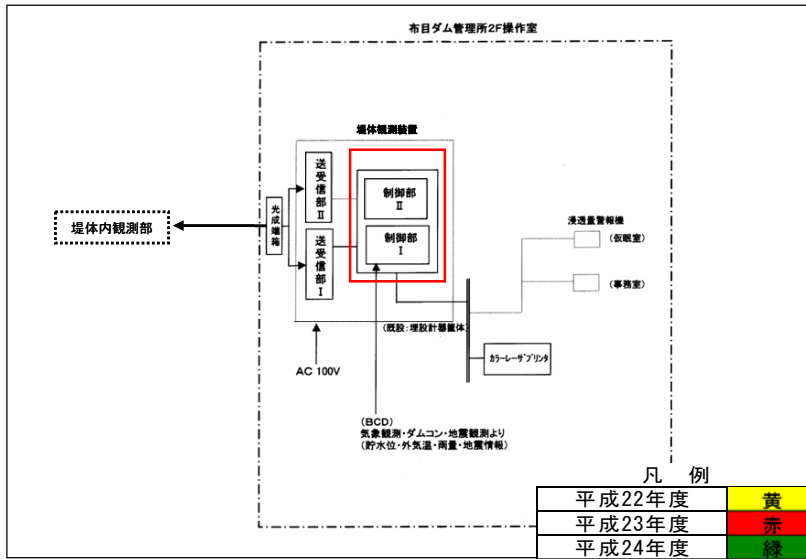 布目ダム管理所2F操作室
堤体観測装置
送受信部Ⅱ
制御部
Ⅱ
光成端箱
堤体内観測部
送受信部Ⅰ
制御部
Ⅰ
浸透量警報機
(仮眠室)
(事務室)
(既設:埋設計器筐体)
カラーレーザプリンタ
AC 100V
(BCD)
気象観測・ダムコン・地震観測より
(貯水位・外気温・雨量・地震情報)
凡 例
平成22年度 黄
平成23年度 赤
平成24年度 緑